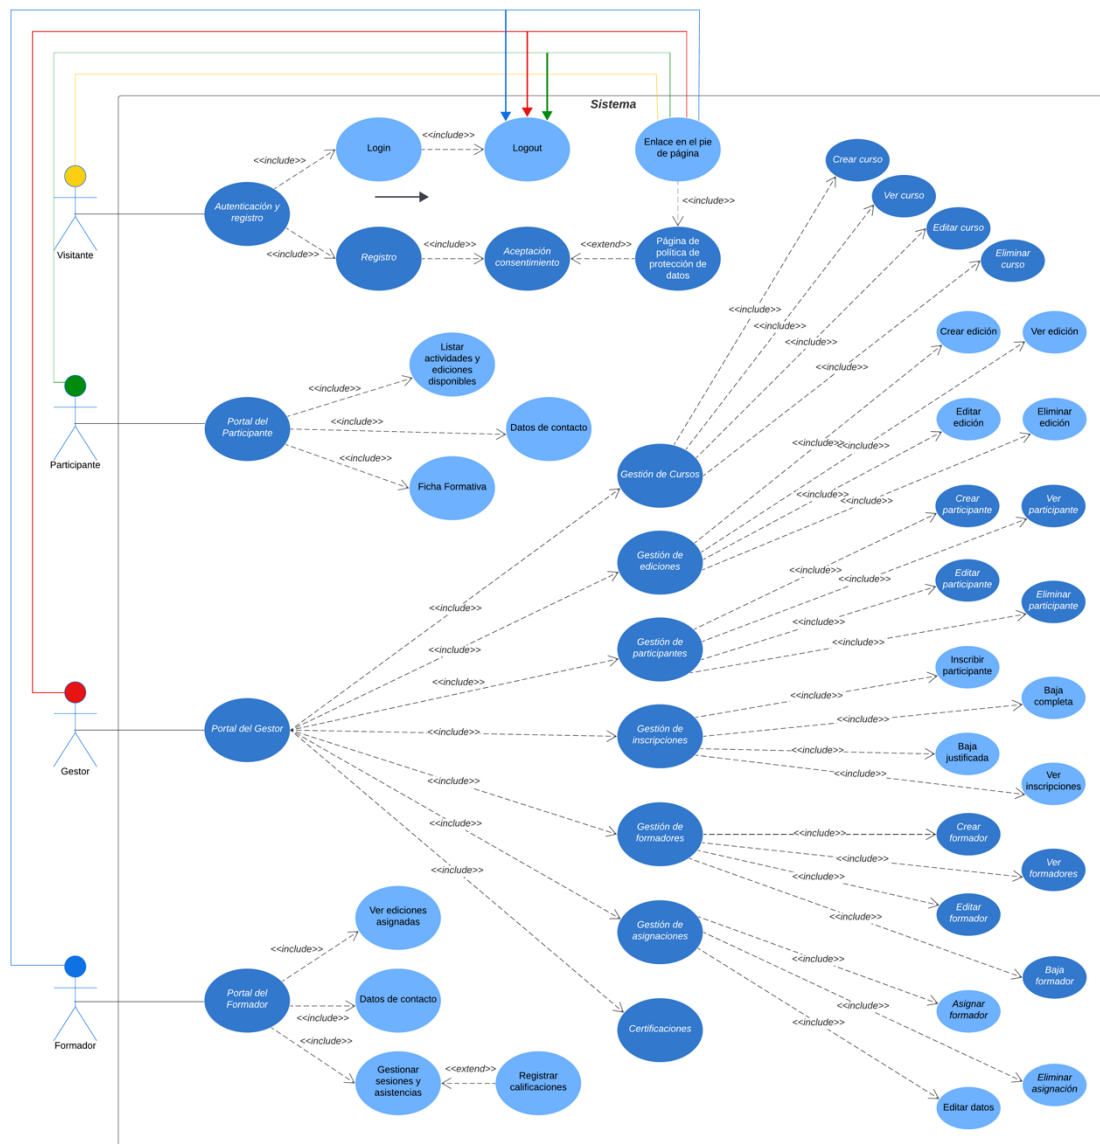 Sistema
Login
<<include>>
Logout
Enlace en el pie
de página
<<include>>
Autenticación y
registro
<<include>>
Visitante
<<include>>
Registro
<<include>>
Aceptación
consentimiento
<<extend>>
Página de
política de
protección de
datos
Crear curso
Ver curso
Editar curso
Eliminar
curso
<<include>>
<<include>>
<<include>>
<<include>>
Listar
actividades y
ediciones
disponibles
<<include>>
Portal del
Participante
<<include>>
Datos de contacto
<<include>>
Ficha Formativa
Participante
Crear edición
Ver edición
Editar
edición
Eliminar
edición
Gestión de Cursos
<<include>>
<<include>>
<<include>>
<<include>>
Gestión de
ediciones
Crear
participante
Ver
participante
Editar
participante
Eliminar
participante
<<include>>
<<include>>
<<include>>
<<include>>
Gestión de
participantes
<<include>>
<<include>>
<<include>>
Inscribir
participante
Baja
completa
<<include>>
<<include>>
<<include>>
<<include>>
Baja
justificada
Ver
inscripciones
Gestor
Portal del Gestor
<<include>>
Gestión de
inscripciones
<<include>>
<<include>>
<<include>>
Gestión de
formadores
<<include>>
<<include>>
<<include>>
<<include>>
Crear
formador
Ver
formadores
Editar
formador
Baja
formador
Gestión de
asignaciones
<<include>>
<<include>>
<<include>>
Asignar
formador
Eliminar
asignación
Editar datos
Certificaciones
Ver ediciones
asignadas
<<include>>
Portal del
Formador
Datos de contacto
<<include>>
<<include>>
Formador
Gestionar
sesiones y
asistencias
<<extend>>
Registrar
calificaciones